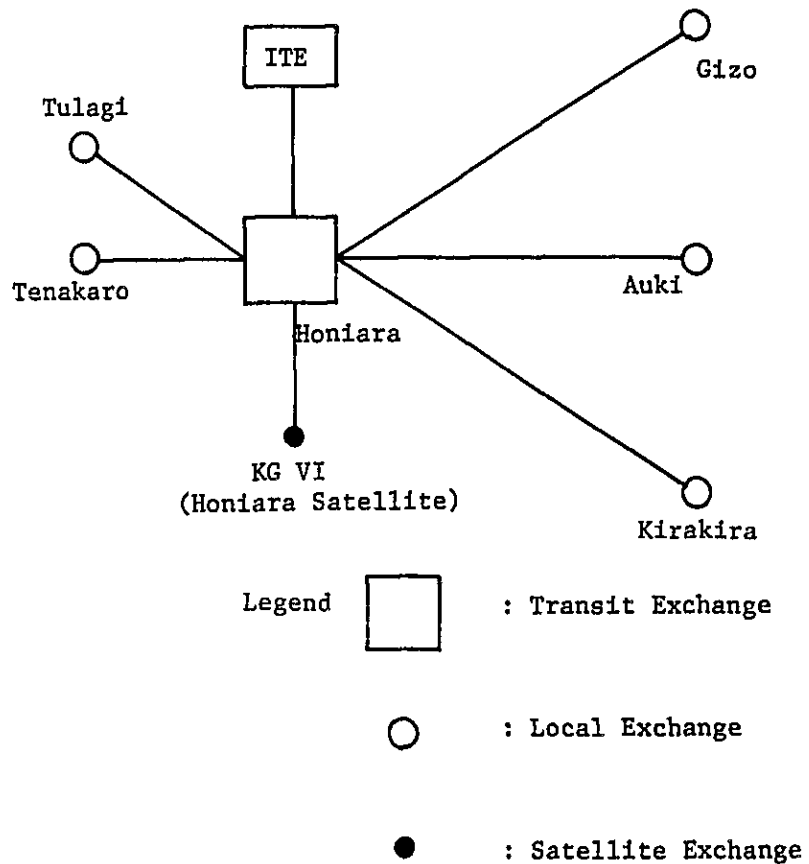 ITE
Gizo
Tulagi
Tenakaro
Auki
Honiara
KG VI
(Honiara Satellite)
Kirakira
Legend
: Transit Exchange
: Local Exchange
: Satellite Exchange